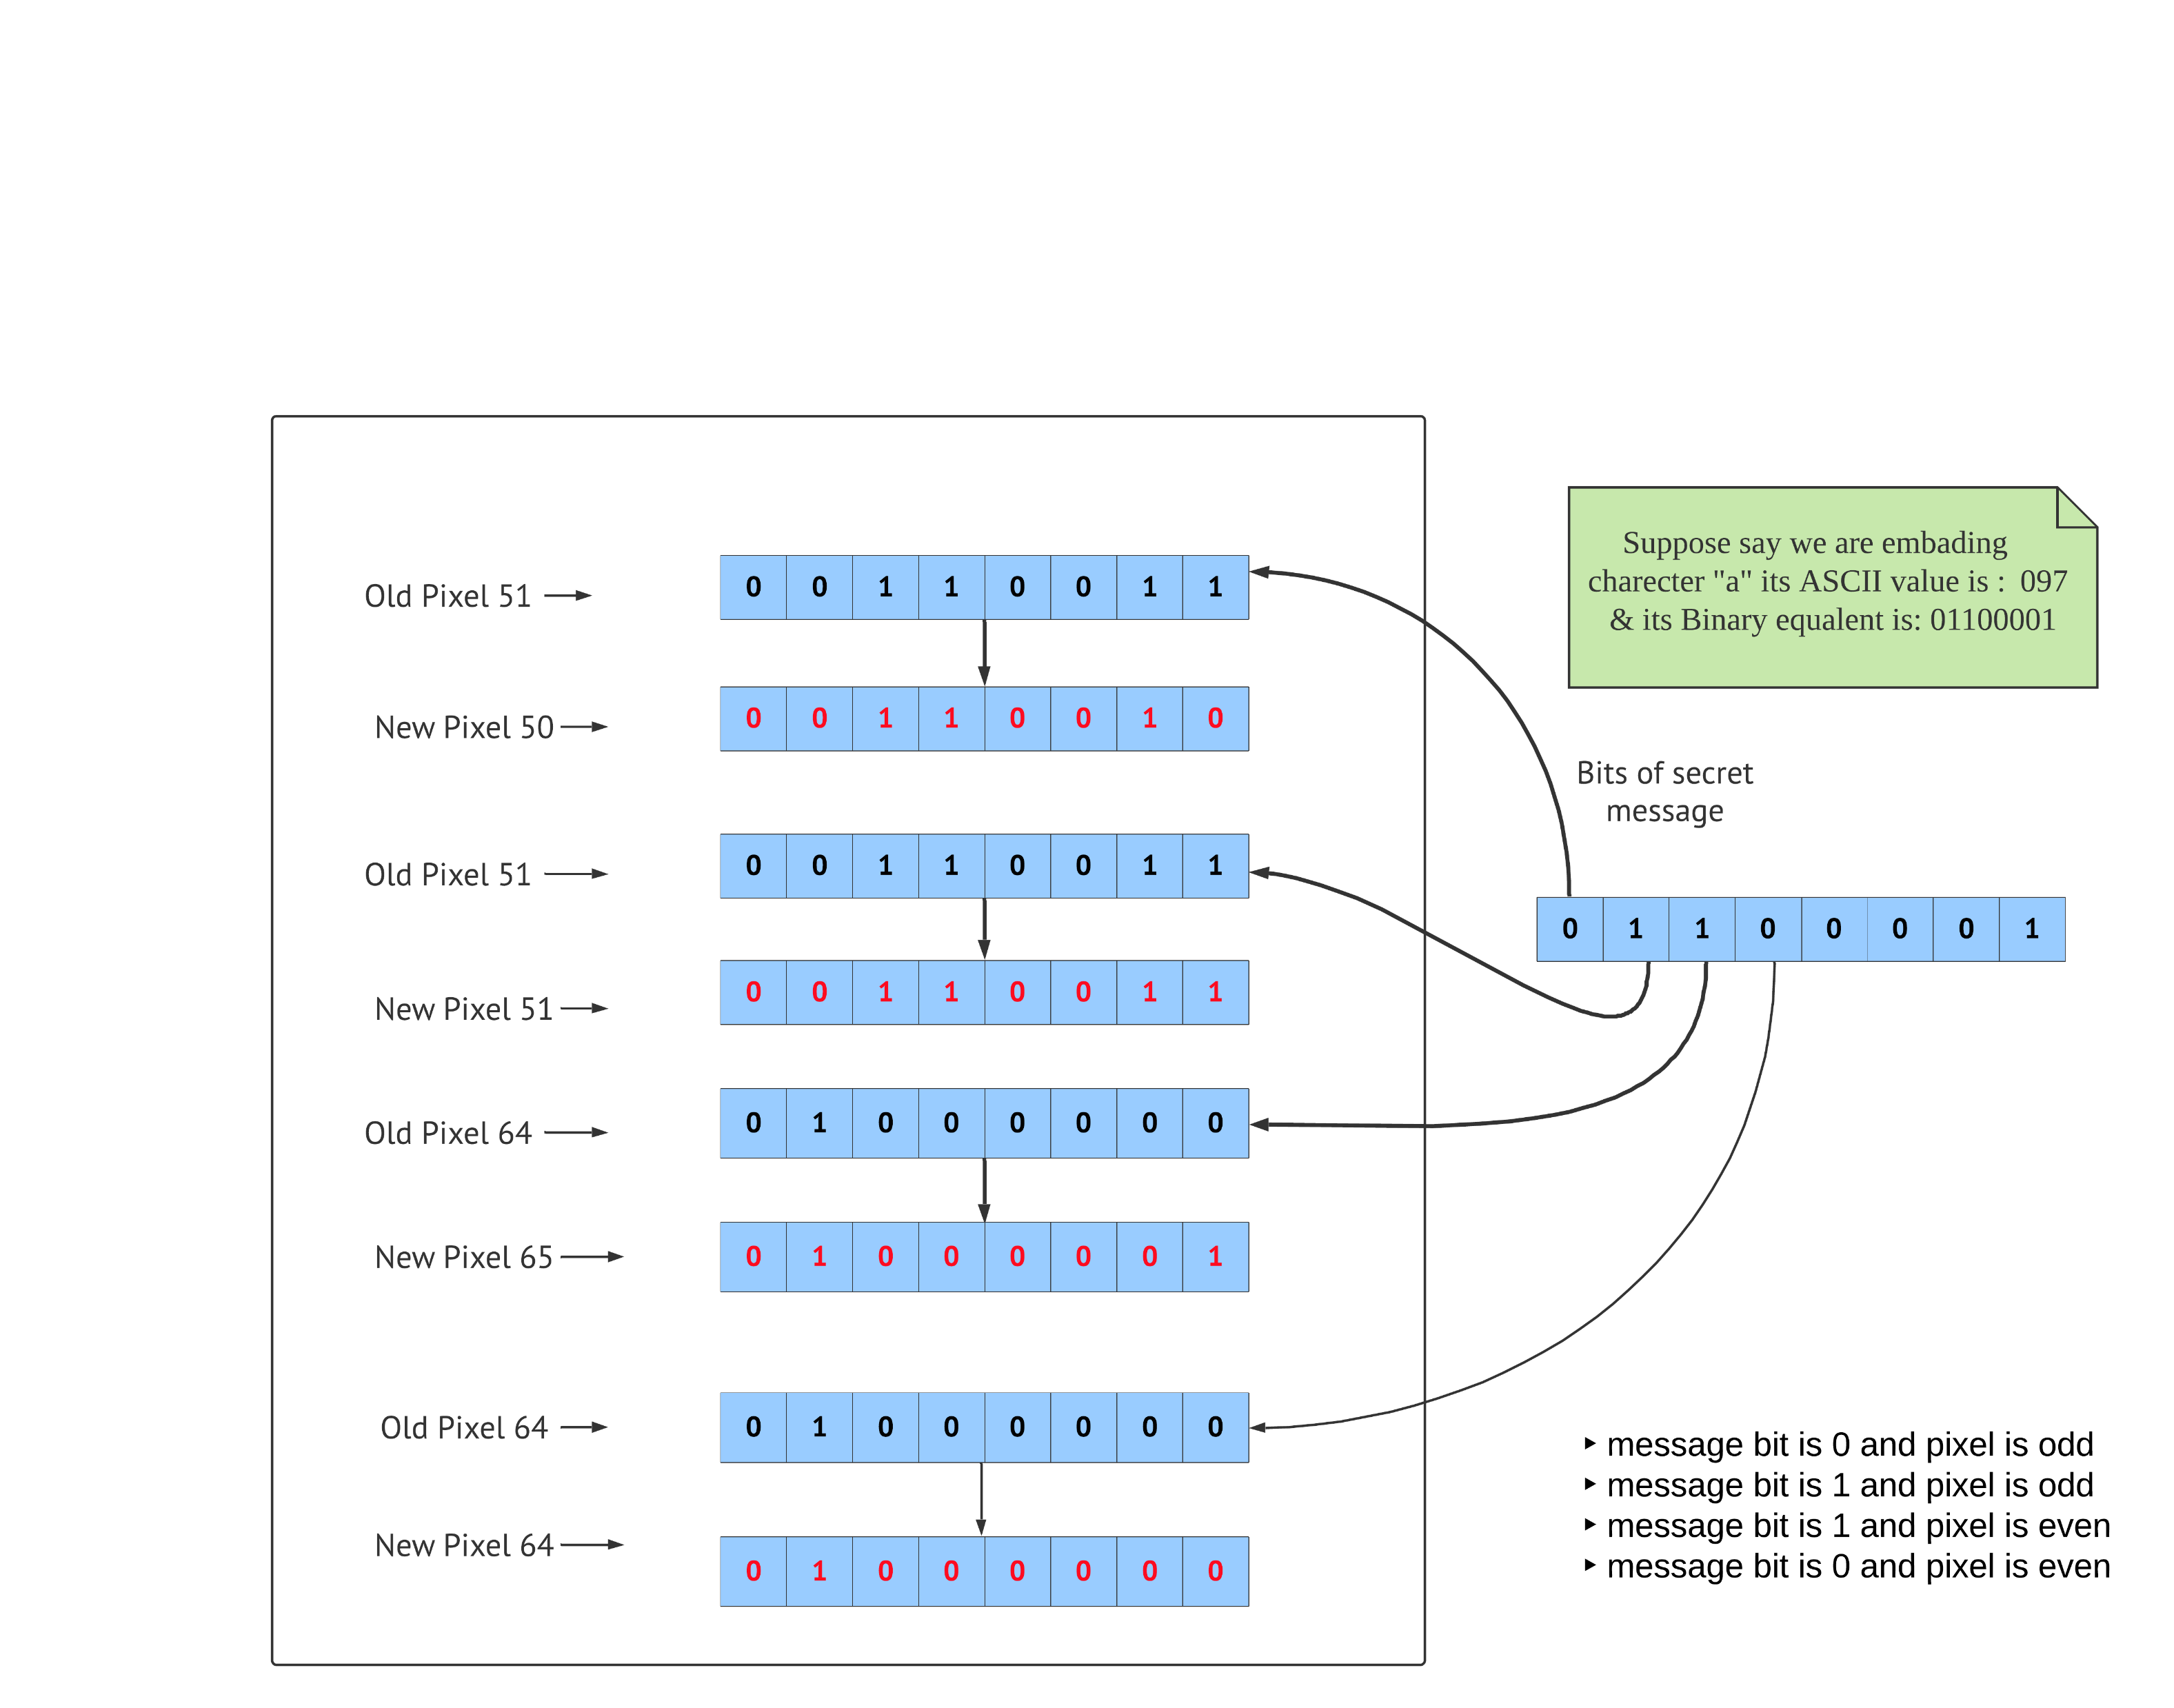 Suppose say we are embading
charecter "a" its ASCII value is : 097
& its Binary equalent is: 01100001
Old Pixel 51
0 0 1 1 0 0 1 1
New Pixel 50
0 0 1 1 0 0 1 0
Bits of secret
message
Old Pixel 51
0 0 1 1 0 0 1 1
0 1 1 0 0 0 0 1
New Pixel 51
0 0 1 1 0 0 1 1
Old Pixel 64
0 1 0 0 0 0 0 0
New Pixel 65
0 1 0 0 0 0 0 1
Old Pixel 64
0 1 0 0 0 0 0 0
New Pixel 64
0 1 0 0 0 0 0 0
‣ message bit is 0 and pixel is odd
‣ message bit is 1 and pixel is odd
‣ message bit is 1 and pixel is even
‣ message bit is 0 and pixel is even